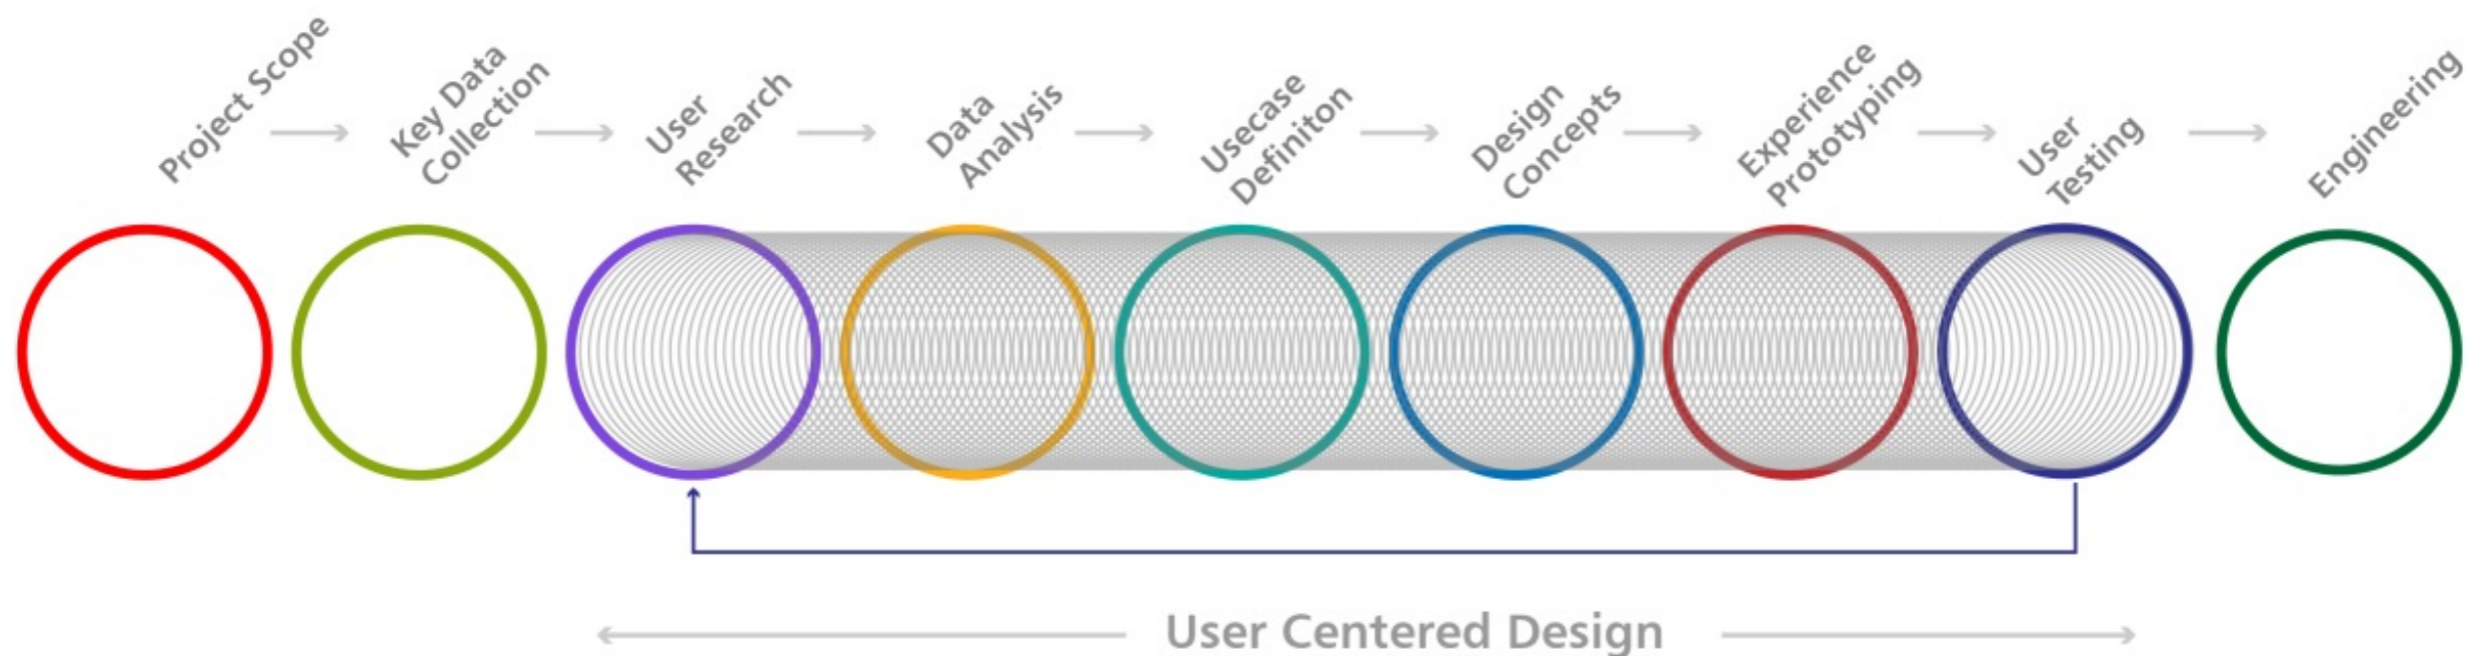 Project Scope
Key Data
Collection
User
Research
Data
Analysis
Usecase
Definiton
Design
Concepts
Experience
Prototyping
User
Testing
Engineering
User Centered Design